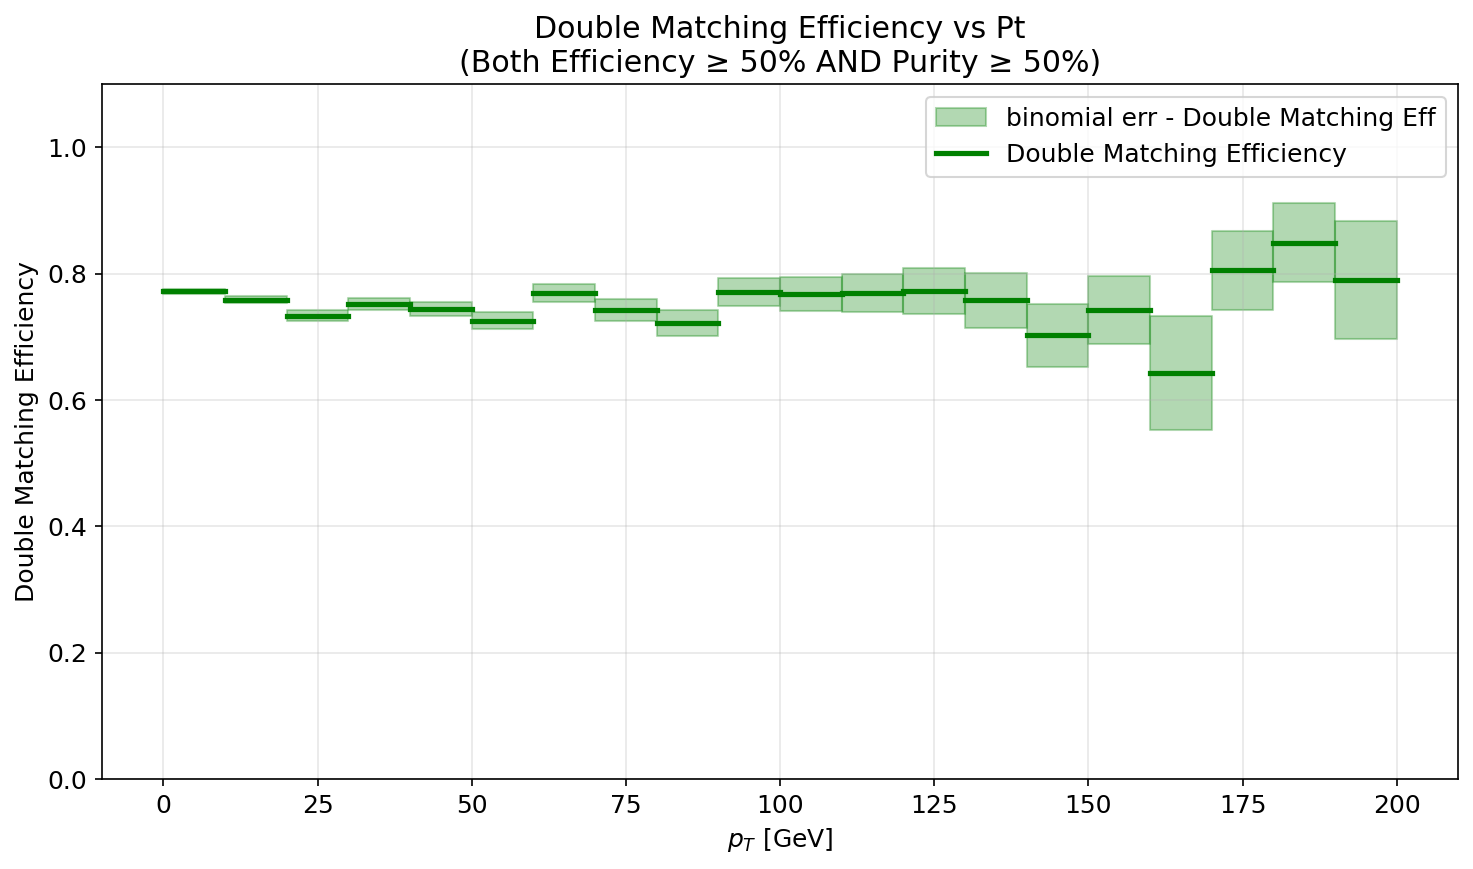 Double Matching Efficiency vs Pt
(Both Efficiency ≥ 50% AND Purity ≥ 50%)
binomial err - Double Matching Eff
Double Matching Efficiency
Double Matching Efficiency
1.0
0.8
0.6
0.4
0.2
0.0
0 25 50 75 100 125 150 175 200
p_T [GeV]